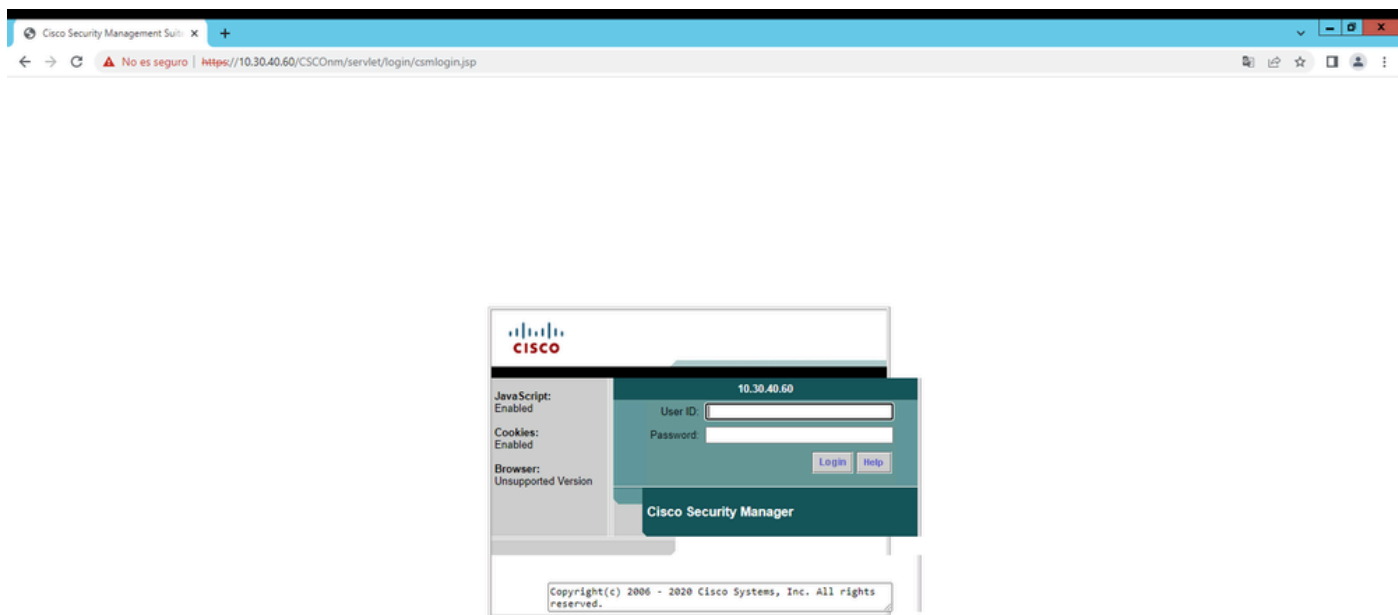 Cisco Security Management Suit
No es seguro | https://10.30.40.60/CSCOnm/servlet/login/csmlogin.jsp
CISCO
10.30.40.60
JavaScript:
Enabled
User ID:
Cookies:
Enabled
Password:
Login Help
Browser:
Unsupported Version
Cisco Security Manager
Copyright(c) 2006 - 2020 Cisco Systems, Inc. All rights
reserved.